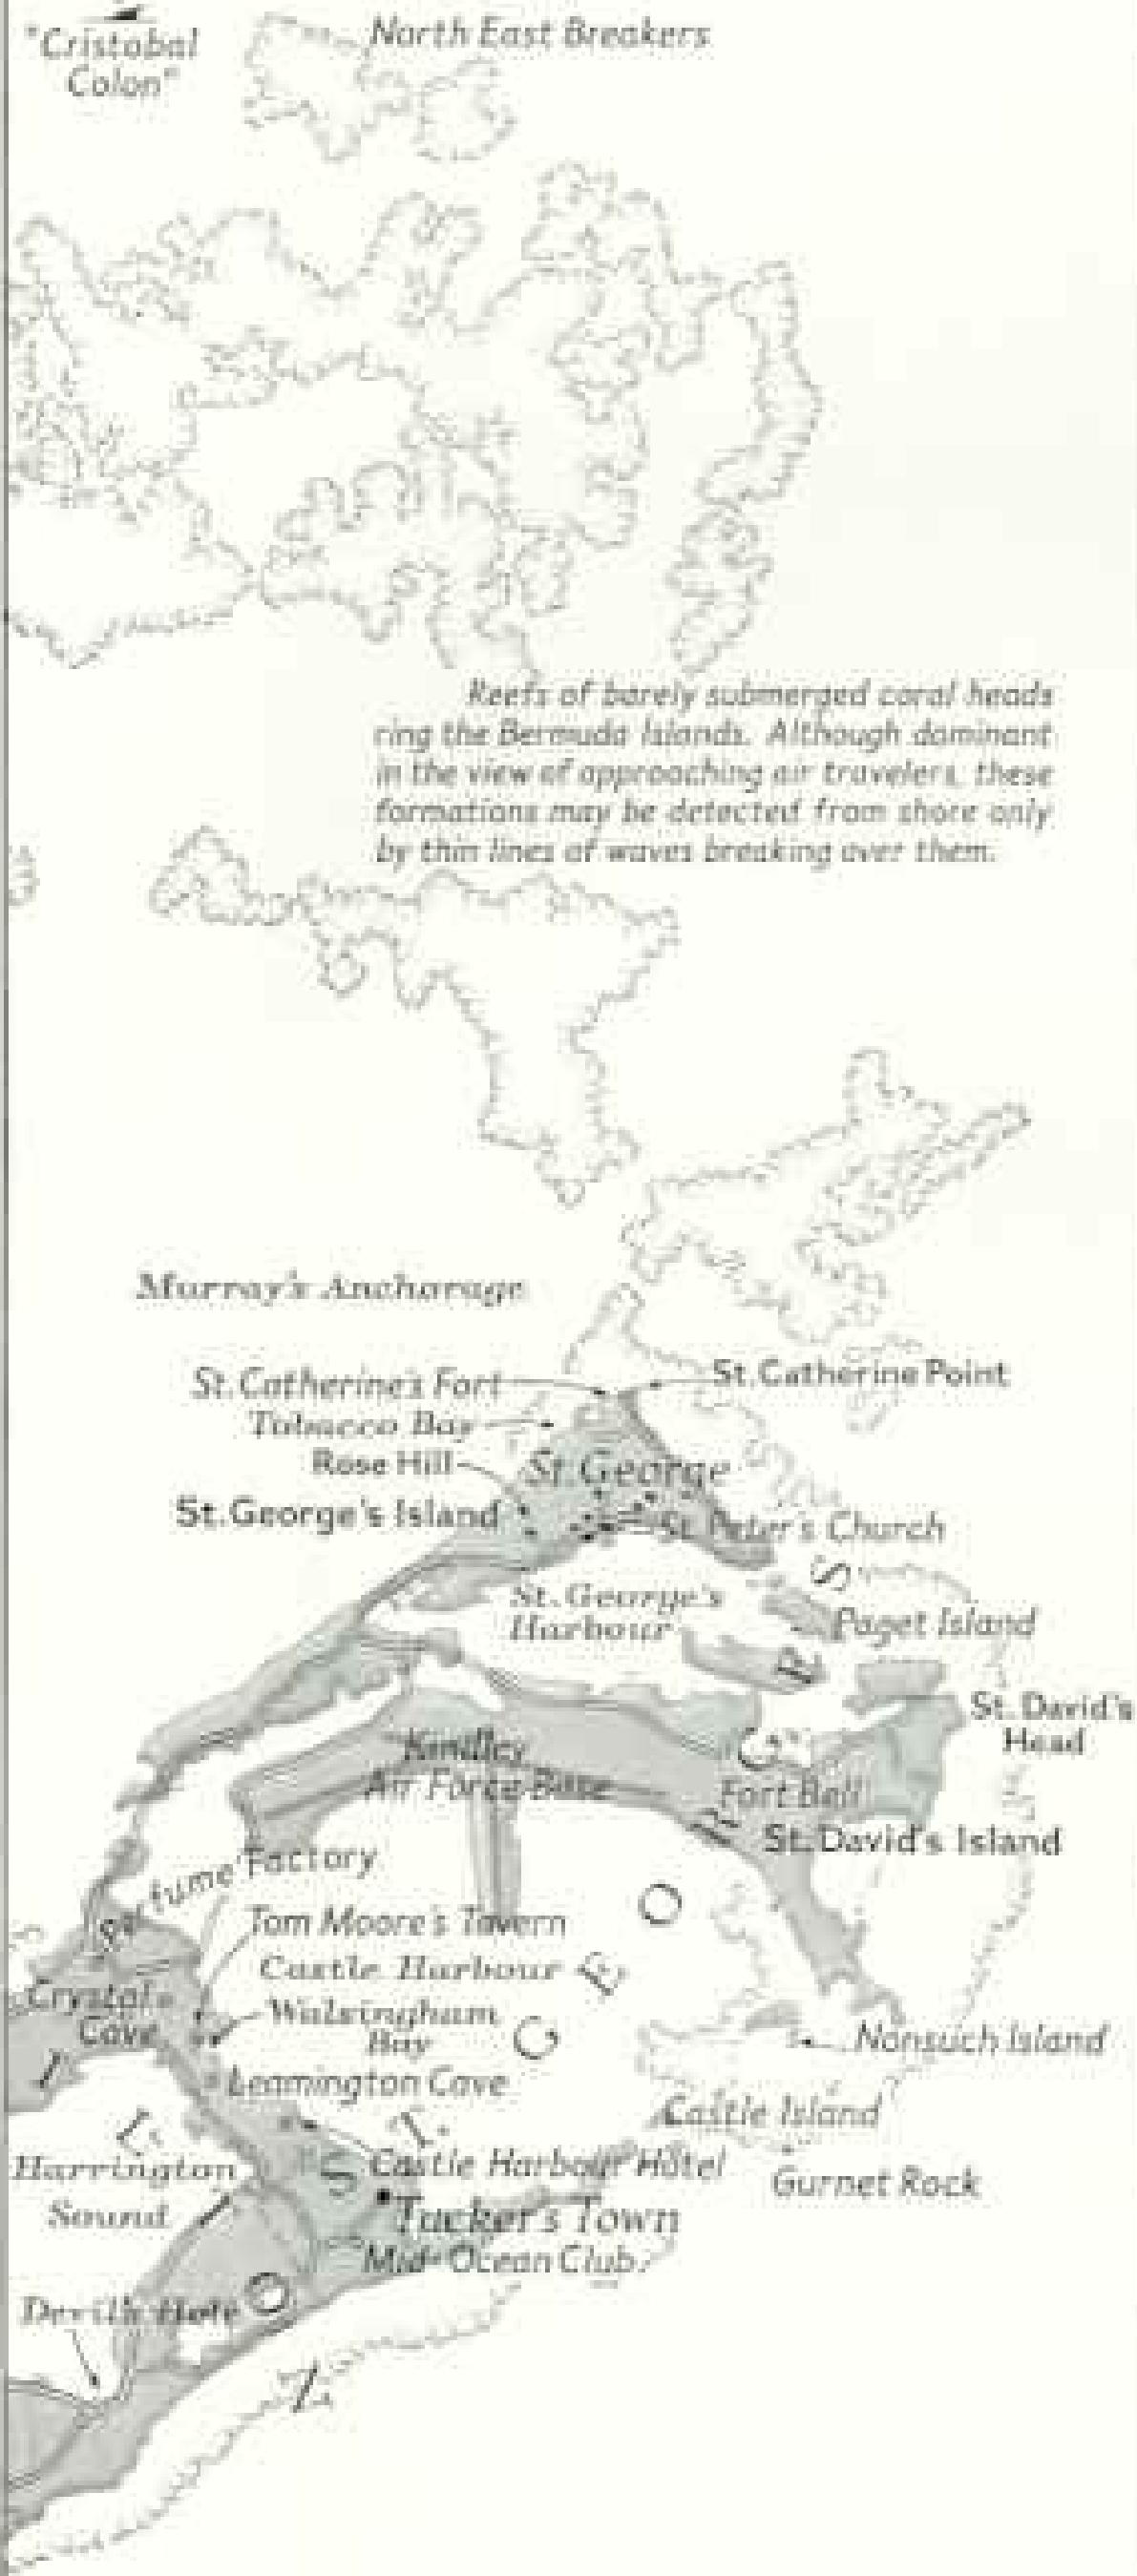 "Cristobal
Colon"
North East Breakers
Reefs of barely submerged coral heads
ring the Bermuda Islands. Although dominant
in the view of approaching air travelers, these
formations may be detected from shore only
by thin lines of waves breaking over them.
Murray's Anchorage
St. Catherine's Fort
St. Catherine Point
Tobacco Bay
Rose Hill
St. George
St. George's Island
St. Peter's Church
St. George's
Harbour
Paget Island
St. David's
Head
Kindley
Air Force Base
Fort Bell
St. David's Island
ST. GEORGE'S
fume Factory
Tom Moore's Tavern
Castle Harbour
Crystal
Cave
Walsingham
Bay
Nonsuch Island
Leamington Cave
Castle Island
Harrington
Sound
Castle Harbour Hotel
Gurnet Rock
Tucker's Town
Mid-Ocean Club
Devil's Hole